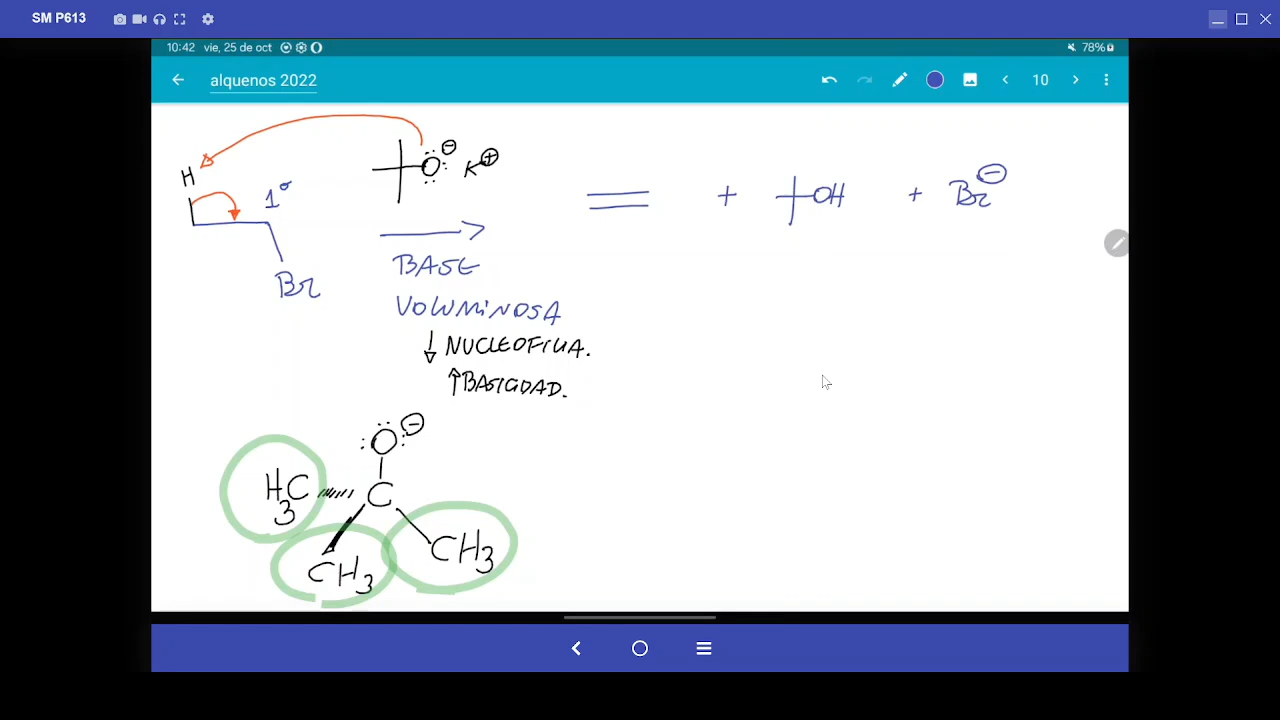 SM P613
10:42 vie, 25 de oct 78%
alquenos 2022 10
H 1º O⊖ K⊕
Br
+ OH + Br⊖
BASE
VOLUMINOSA
↓ NUCLEOFILIA.
↑BASICIDAD.
O⊖
H3C C
CH3 CH3